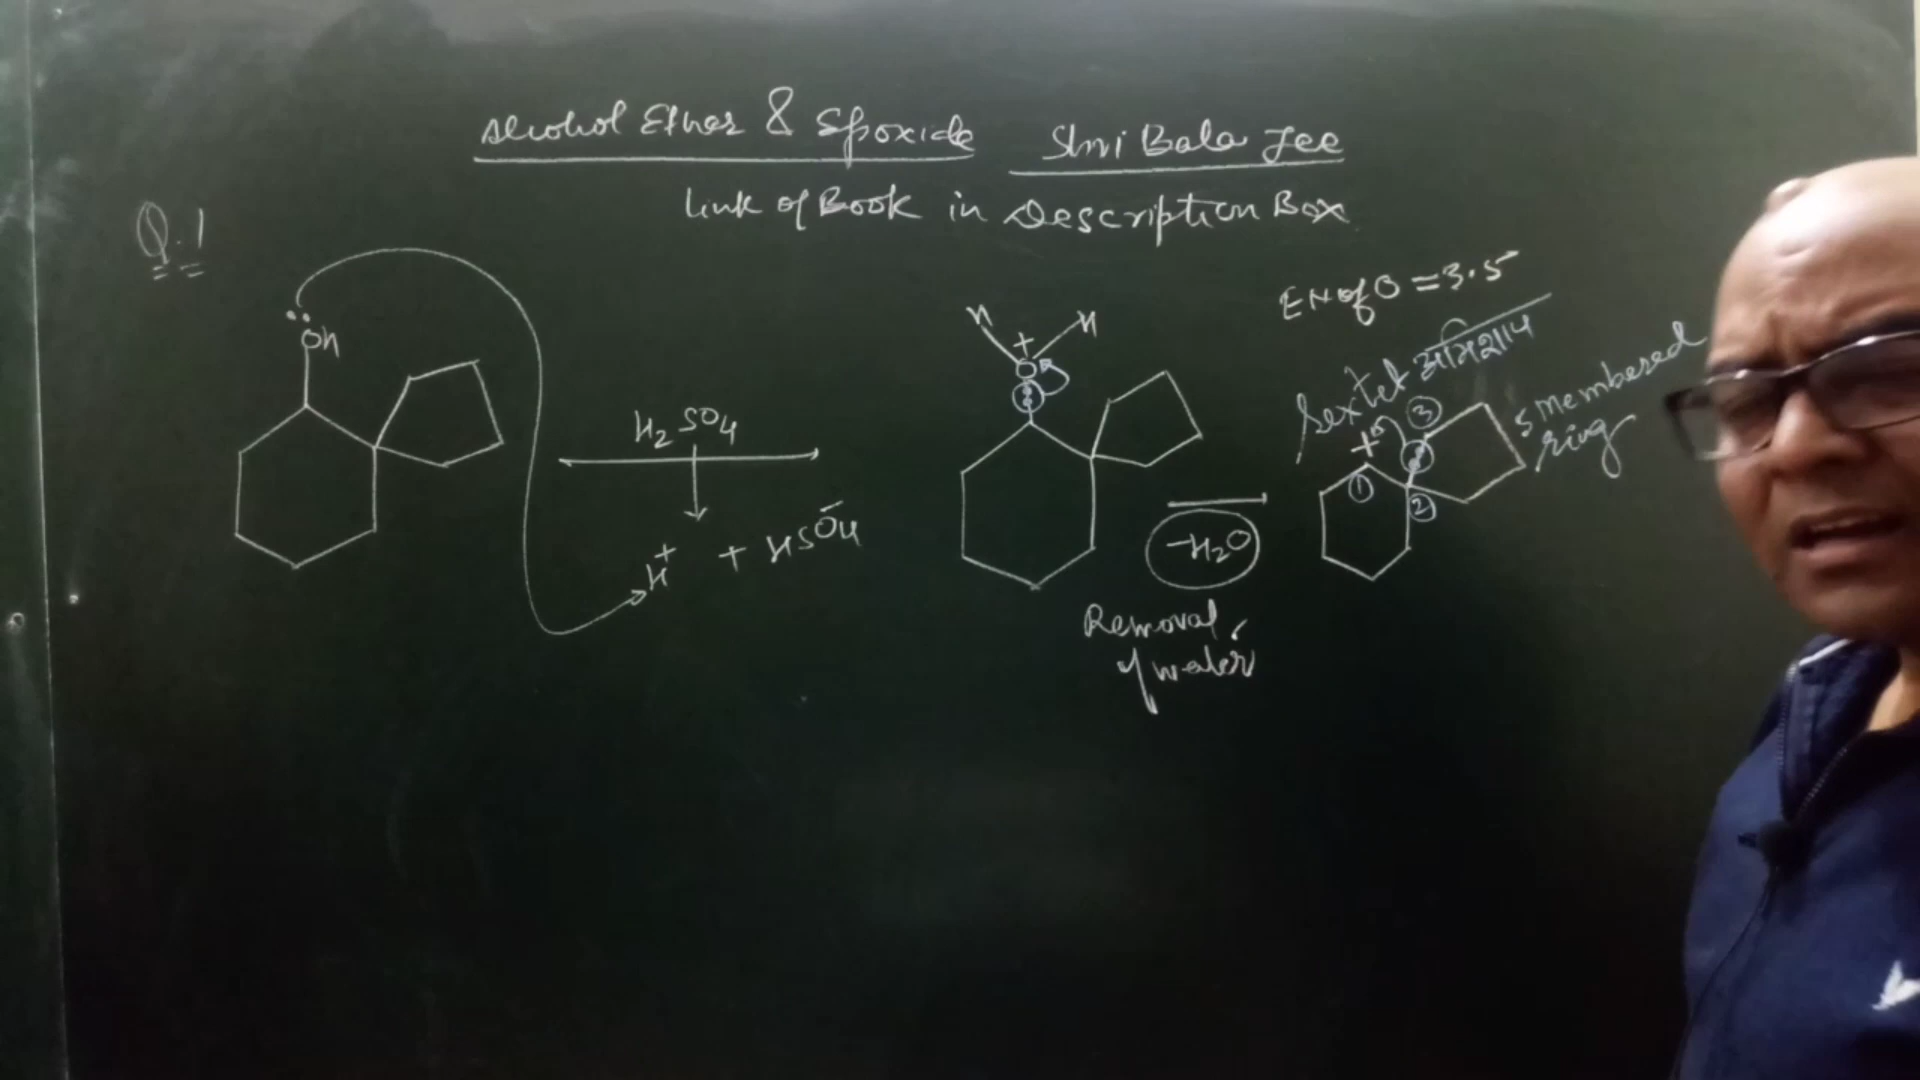 Alcohol Ether & Epoxide Shri Bala Jee
Link of Book in Description Box
Q.1
EN of O = 3.5
Sextet अभिशाप
5 Membered
ring
OH
H H
+
O
H₂SO₄
H⁺ + HSO₄⁻
+
1 2 3
-H₂O
Removal
of water